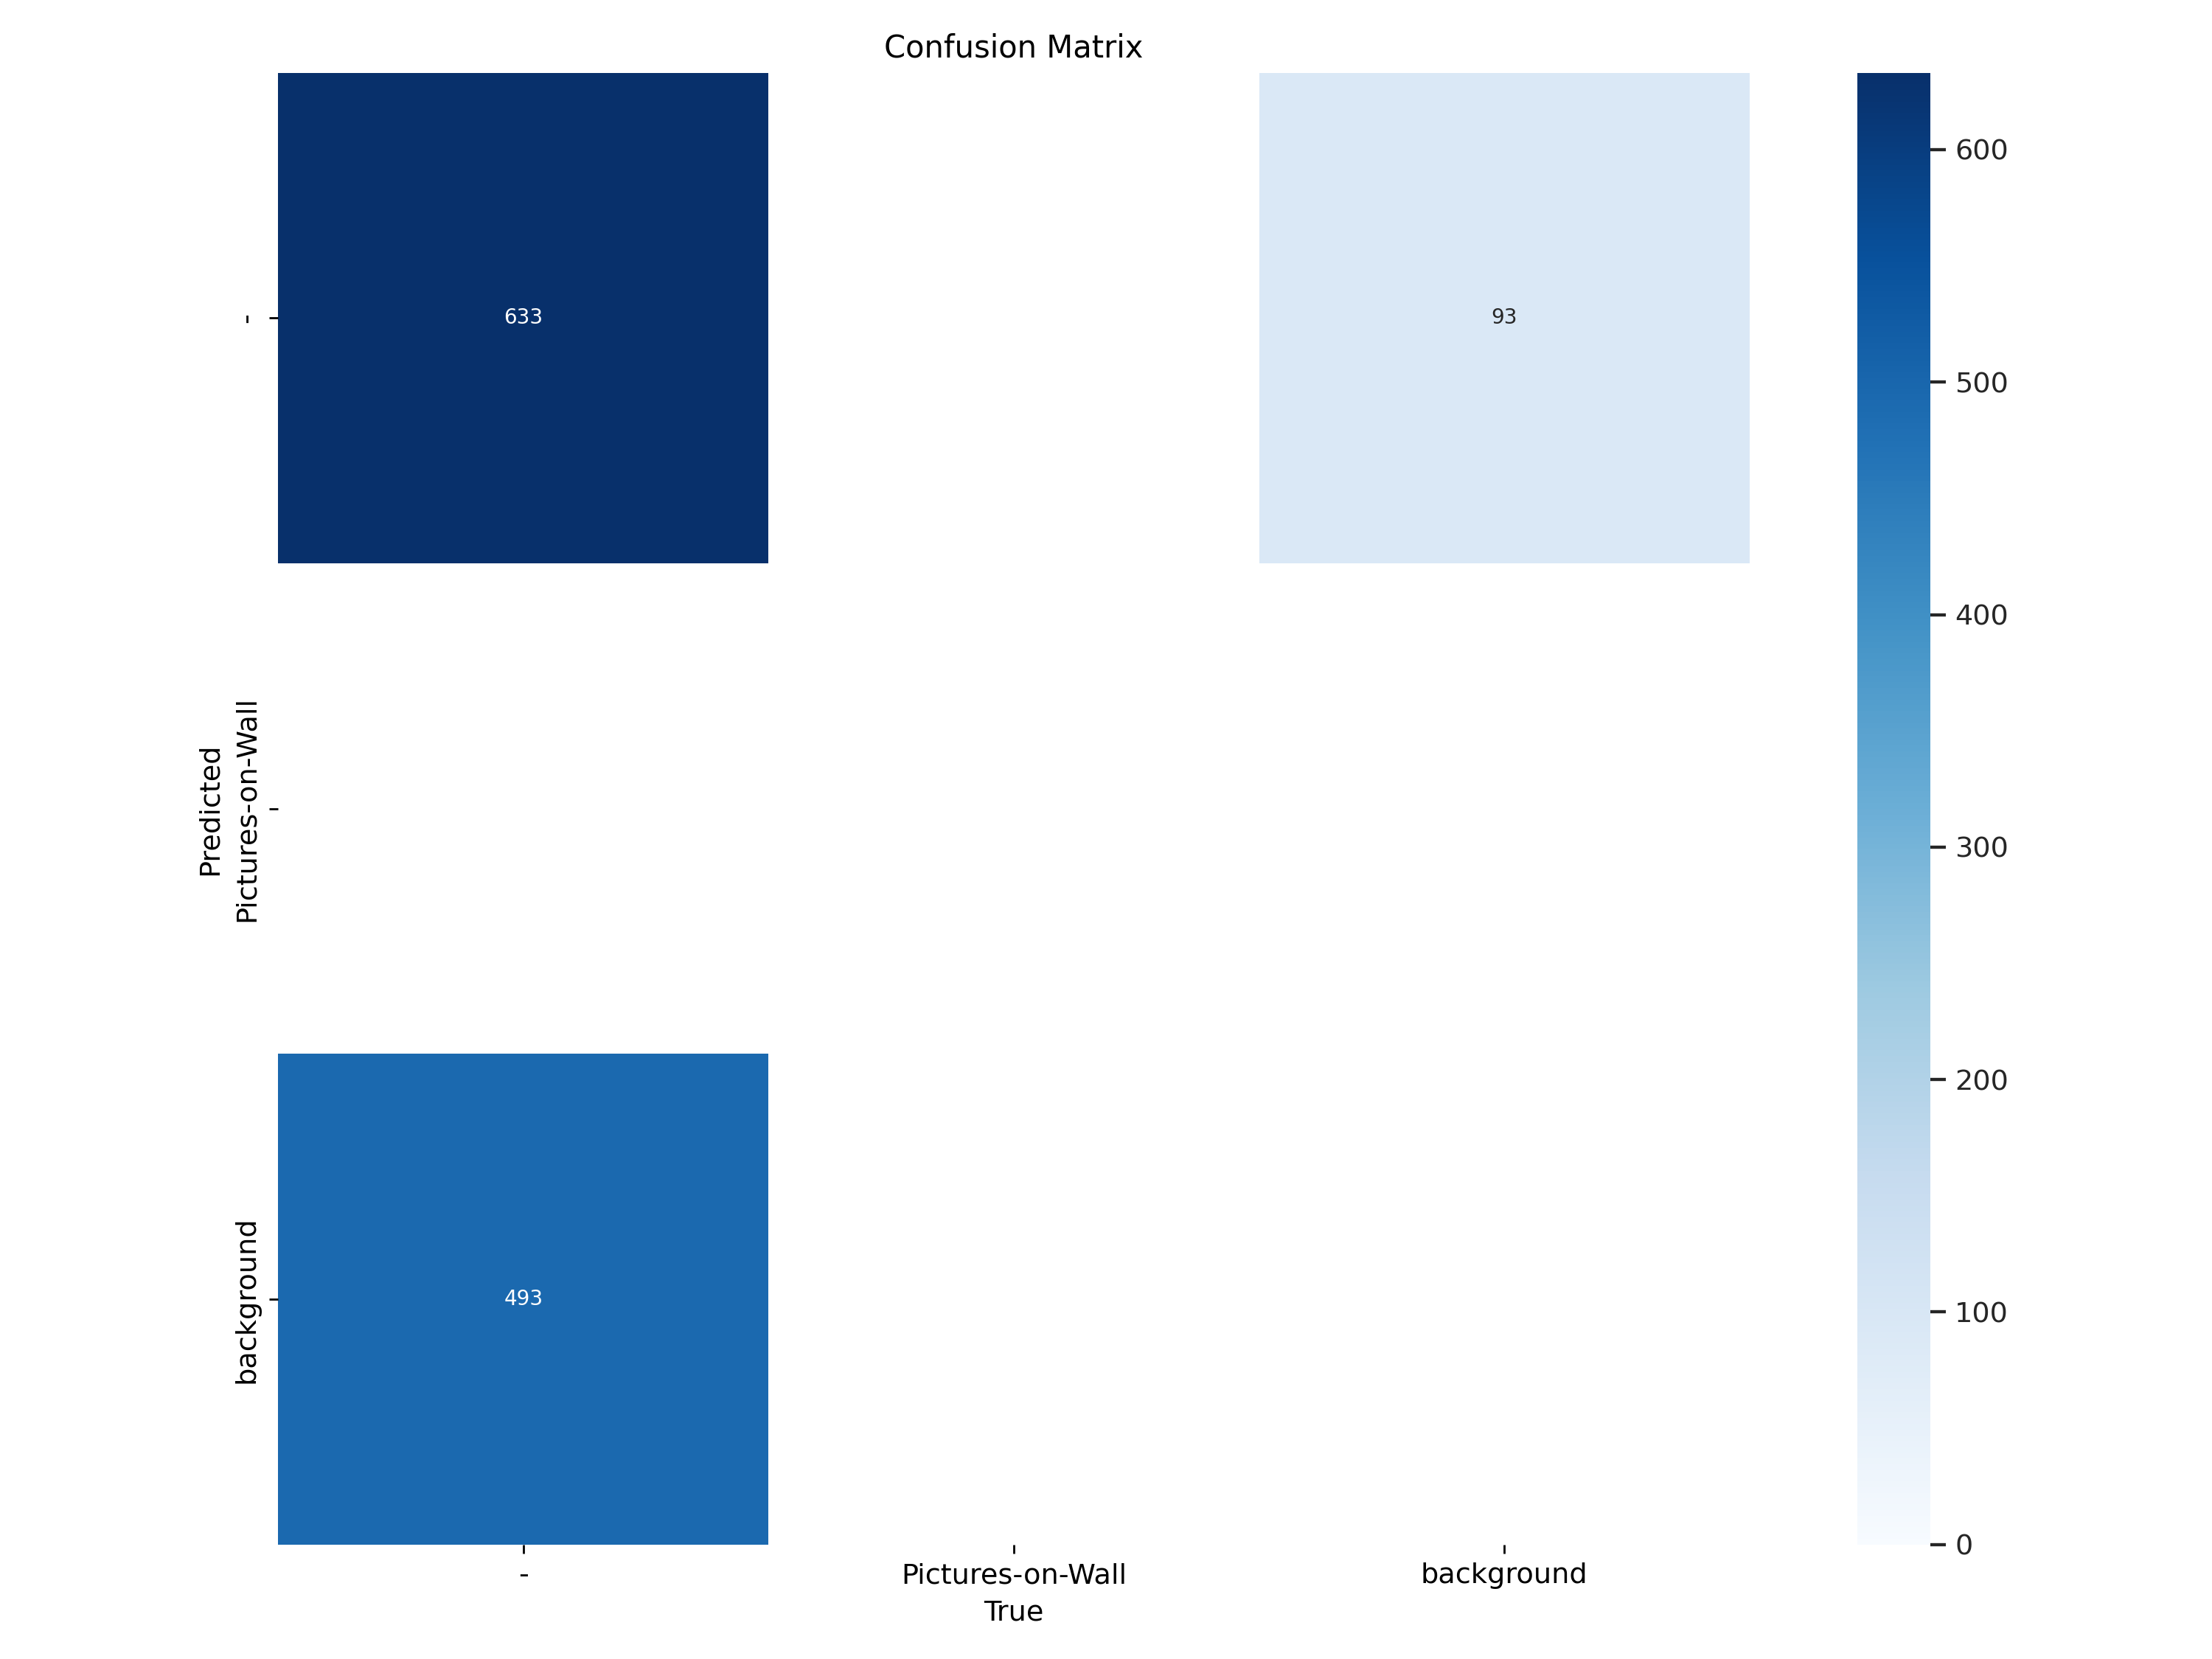 Confusion Matrix
-
633
93
600
500
400
300
200
100
0
Predicted
Pictures-on-Wall
background
493
-
Pictures-on-Wall
background
True